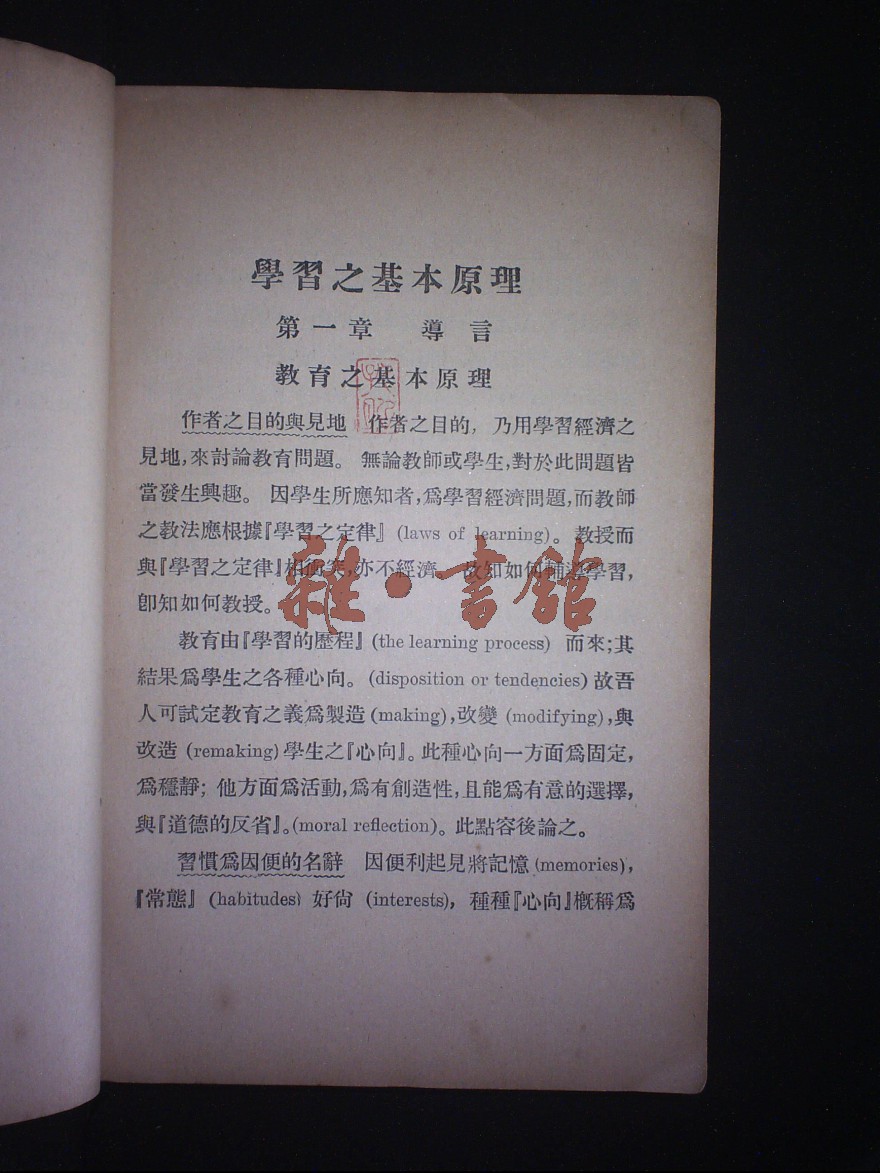 學習之基本原理
第一章 導言
教育之基本原理
作者之目的與見地 作者之目的, 乃用學習經濟之
見地,來討論教育問題。 無論教師或學生,對於此問題皆
當發生興趣。 因學生所應知者,爲學習經濟問題,而教師
之教法應根據『學習之定律』 (laws of learning)。 教授而
與『學習之定律』相衝突,亦不經濟。 故知如何輔導學習,
卽知如何教授。
雜·書館
教育由『學習的歷程』 (the learning process) 而來;其
結果爲學生之各種心向。 (disposition or tendencies) 故吾
人可試定教育之義爲製造 (making),改變 (modifying),與
改造 (remaking) 學生之『心向』。此種心向一方面爲固定,
爲穩靜; 他方面爲活動,爲有創造性,且能爲有意的選擇,
與『道德的反省』。(moral reflection)。此點容後論之。
習慣爲因便的名辭 因便利起見將記憶 (memories),
『常態』 (habitudes) 好尙 (interests), 種種『心向』槪稱爲